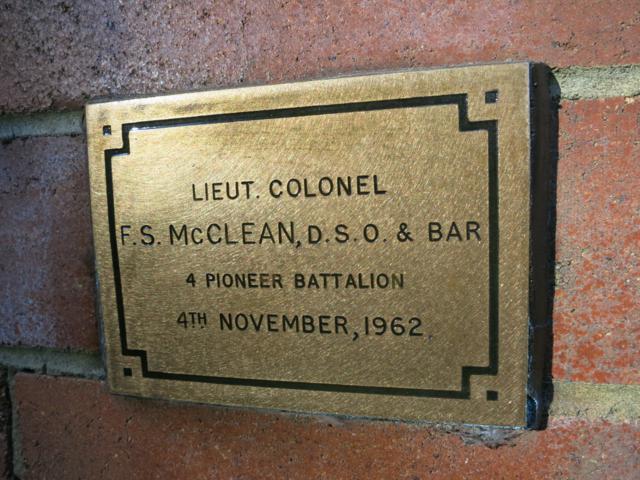 LIEUT. COLONEL
F.S. McCLEAN, D.S.O. & BAR
4 PIONEER BATTALION
4TH NOVEMBER, 1962